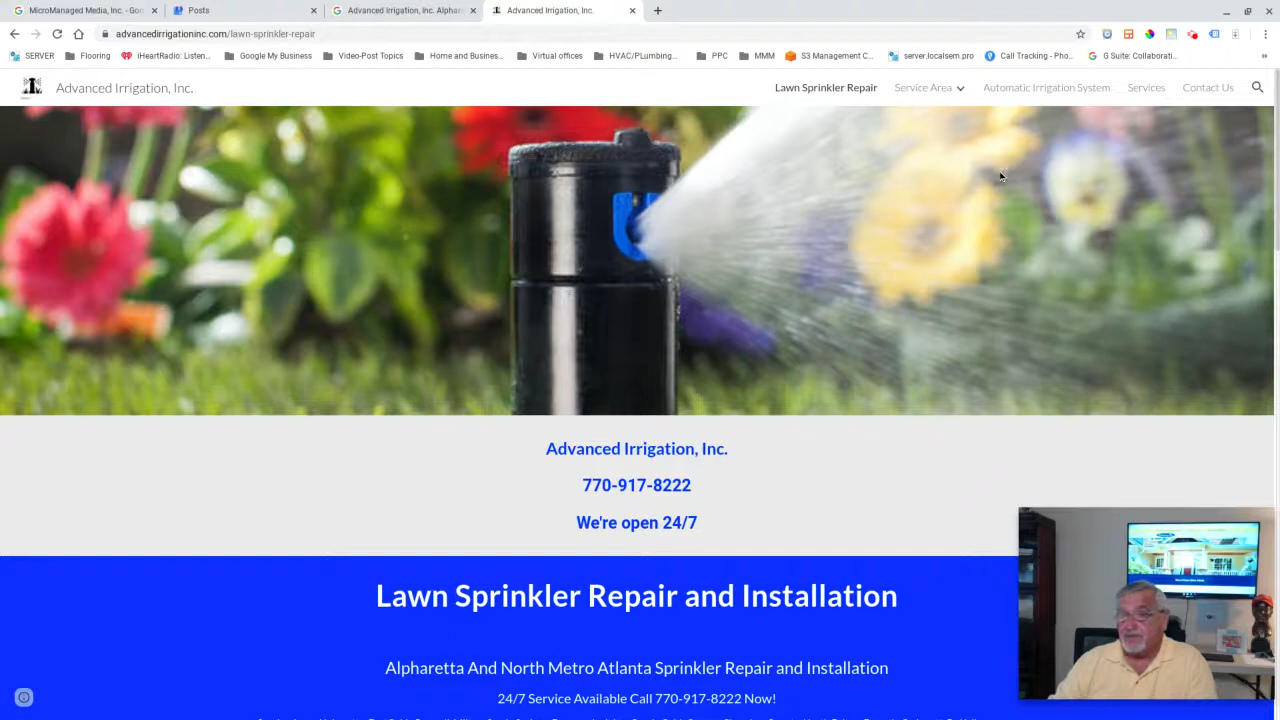 MicroManaged Media, Inc. - Goo
Posts
Advanced Irrigation, Inc. Alphar
Advanced Irrigation, Inc.
advancedirrigationinc.com/lawn-sprinkler-repair
SERVER
Flooring
iHeartRadio: Listen...
Google My Business
Video-Post Topics
Home and Busines...
Virtual offices
HVAC/PLumbing...
PPC
MMM
S3 Management C...
server.localsem.pro
Call Tracking - Pho...
G Suite: Collaborati...
Advanced Irrigation, Inc.
Lawn Sprinkler Repair
Service Area
Automatic Irrigation System
Services
Contact Us
Advanced Irrigation, Inc.
770-917-8222
We're open 24/7
Lawn Sprinkler Repair and Installation
Alpharetta And North Metro Atlanta Sprinkler Repair and Installation
24/7 Service Available Call 770-917-8222 Now!